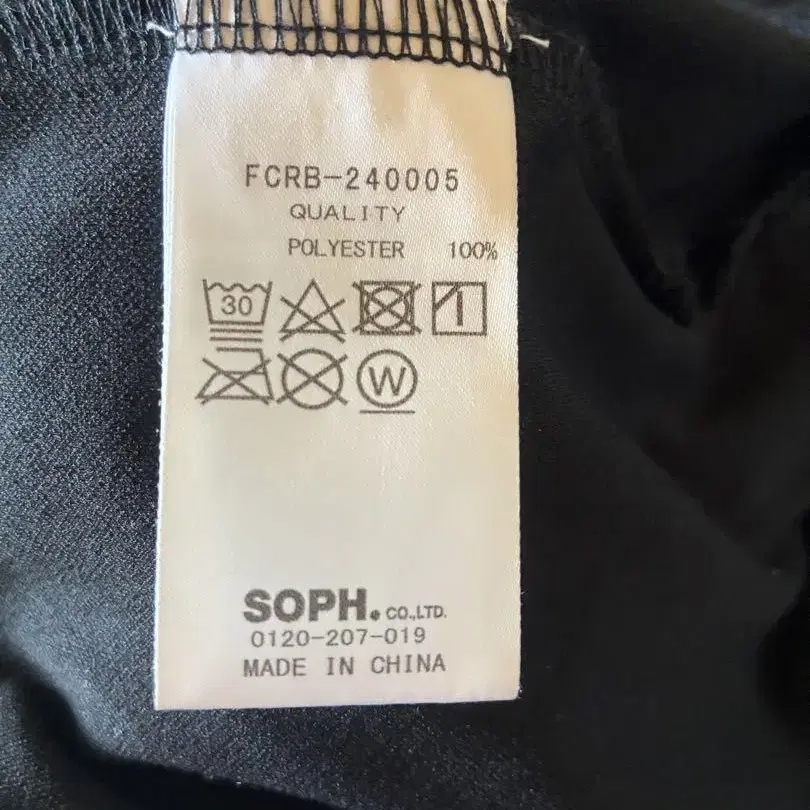 FCRB-240005
QUALITY
POLYESTER 100%
30
W
SOPH. CO.,LTD.
0120-207-019
MADE IN CHINA